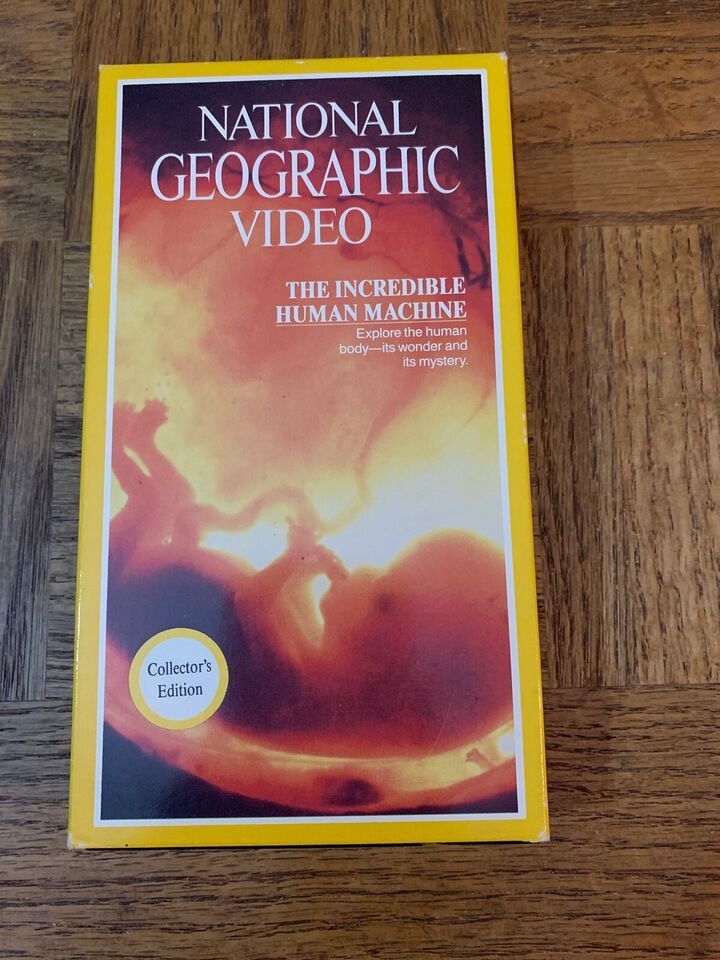 NATIONAL
GEOGRAPHIC
VIDEO
THE INCREDIBLE
HUMAN MACHINE
Explore the human
body—its wonder and
its mystery.
Collector's
Edition